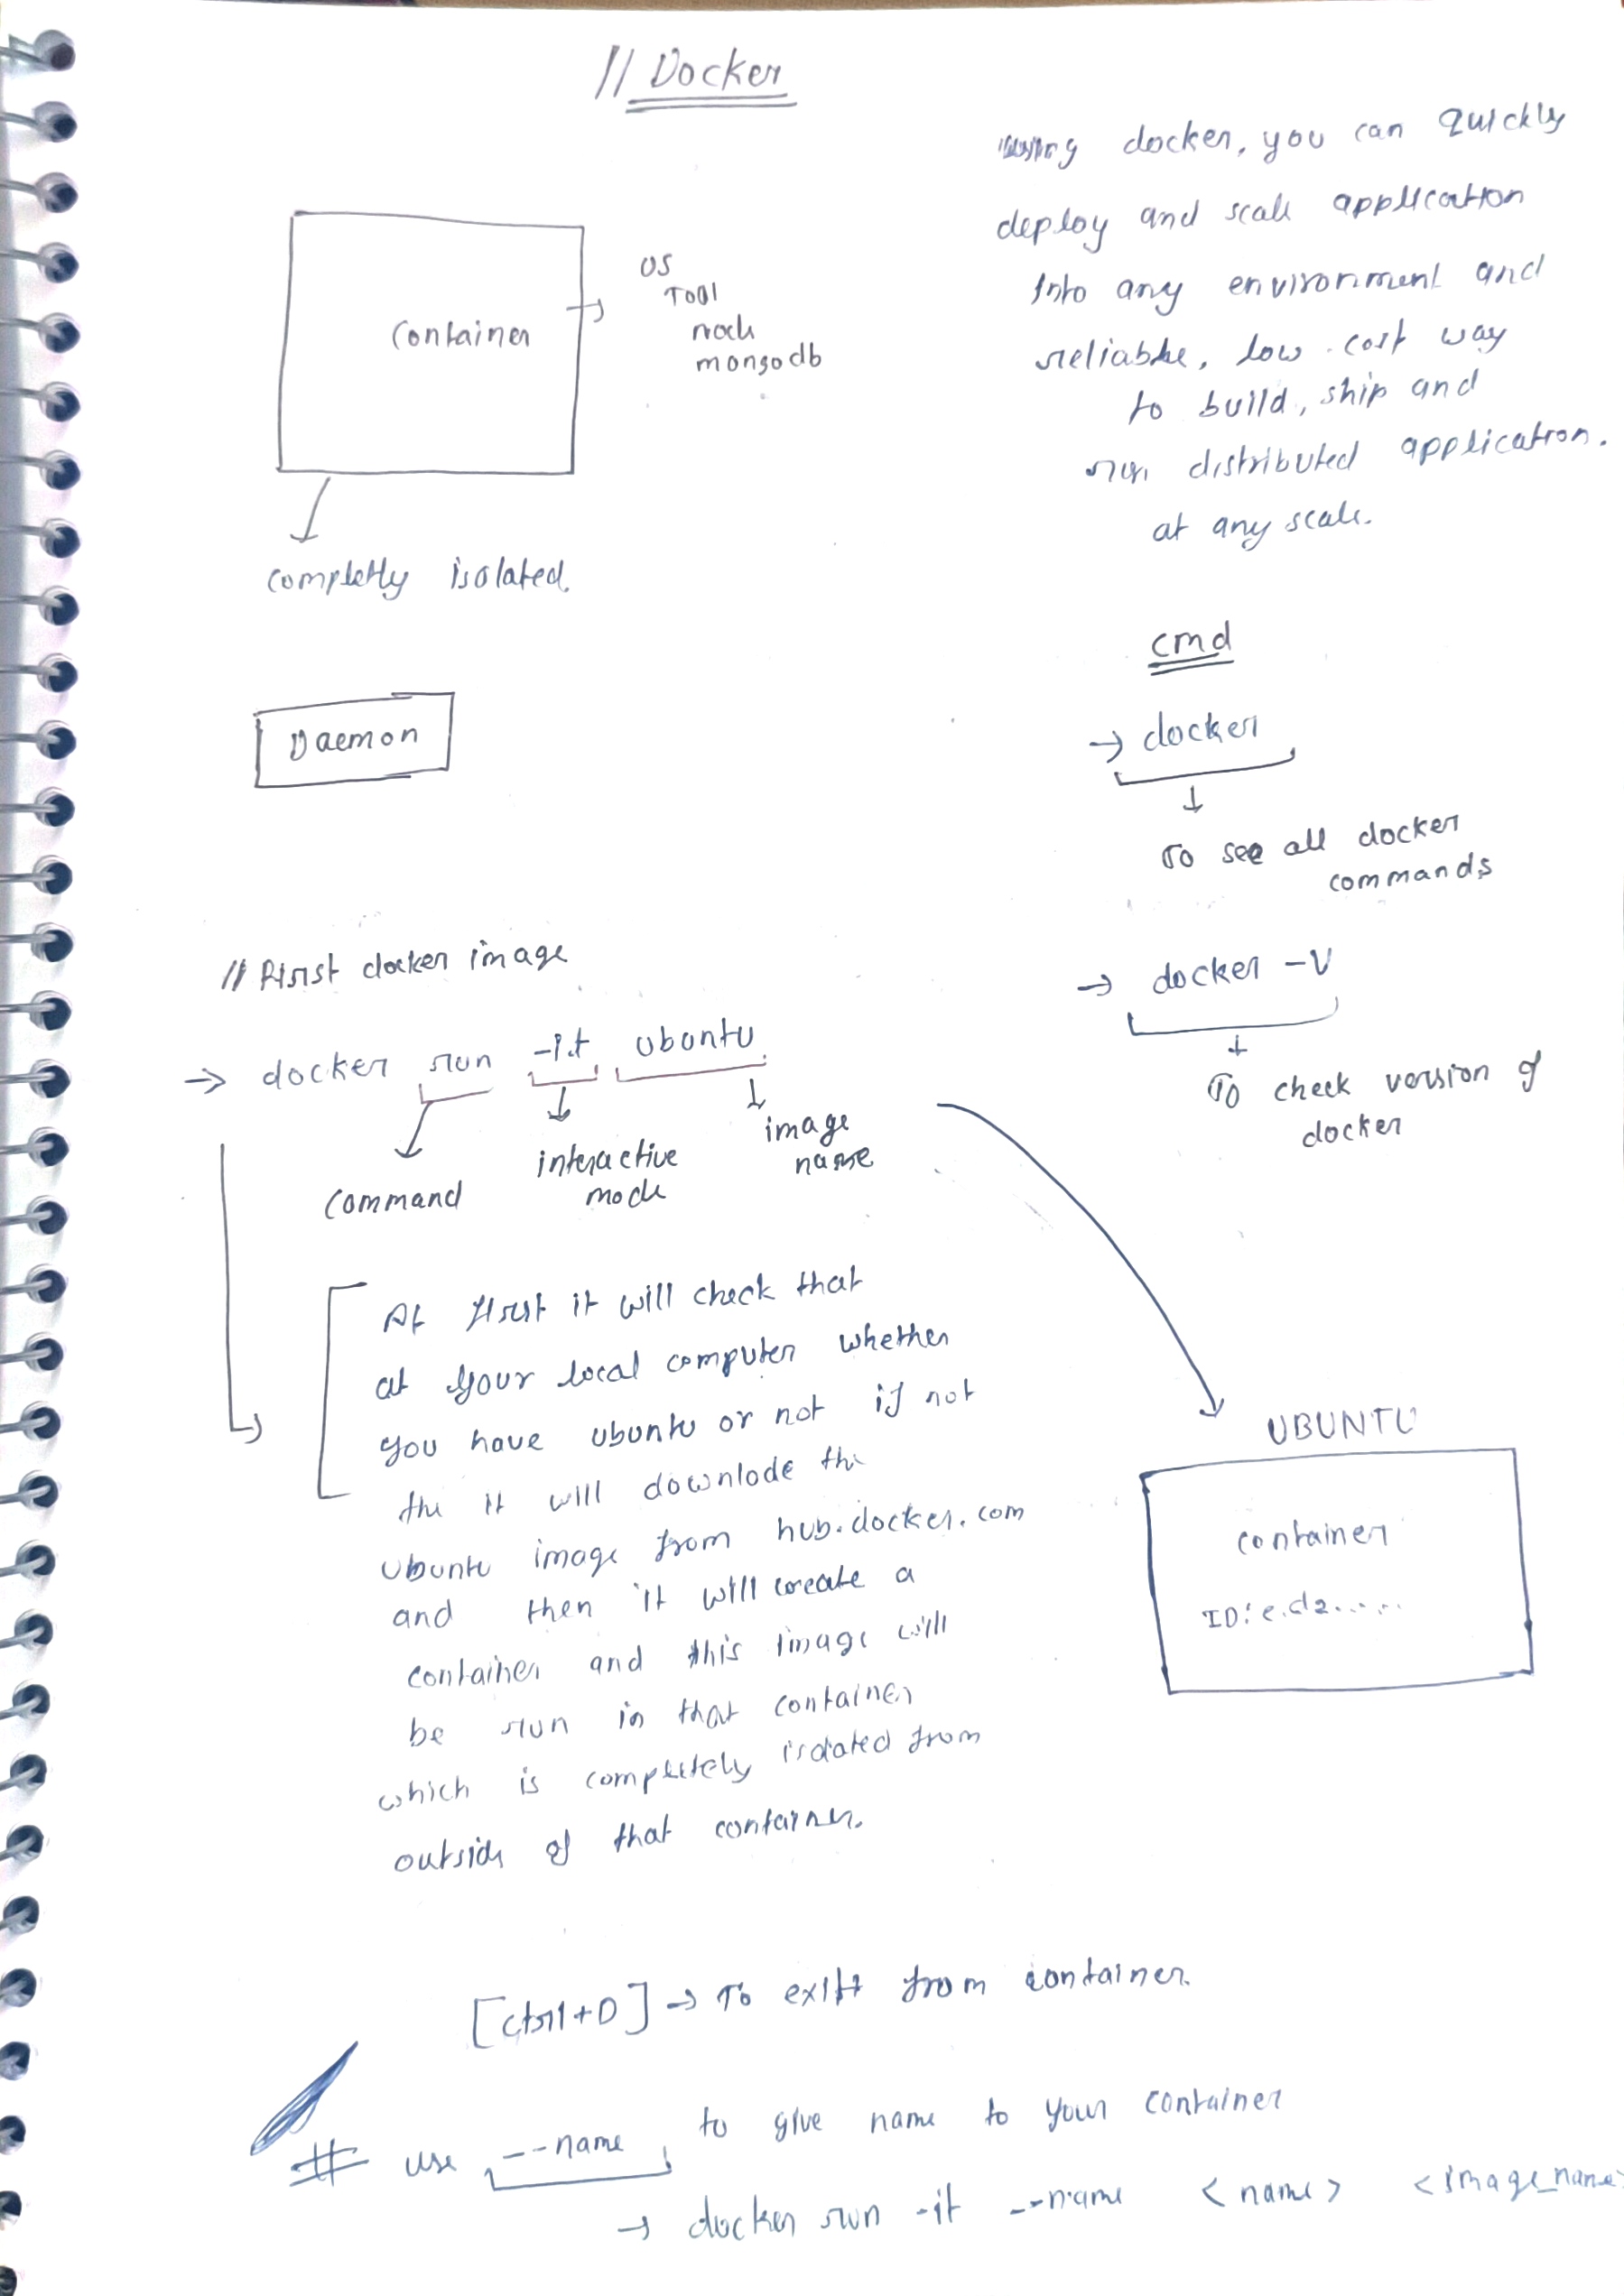 // Docker
using docker, you can quickly
deploy and scale application
into any environment and
reliable, low cost way
to build, ship and
run distributed application.
at any scale.
container
OS
Tool
node
mongodb
completly isolated.
Daemon
cmd
→ docker
To see all docker
commands
→ docker -V
To check version of
docker
// First docker image
→ docker run -it ubuntu
command
interactive
mode
image
name
At first it will check that
at your local computer whether
you have ubuntu or not if not
the it will downlode the
ubuntu image from hub.docker.com
and then it will create a
container and this image will
be run in that container
which is completely isolated from
outside of that container.
UBUNTU
container
ID: e.d2......
[ctrl+D] → To exit from container.
# use --name to give name to your container
→ docker run -it --name <name> <image_name>